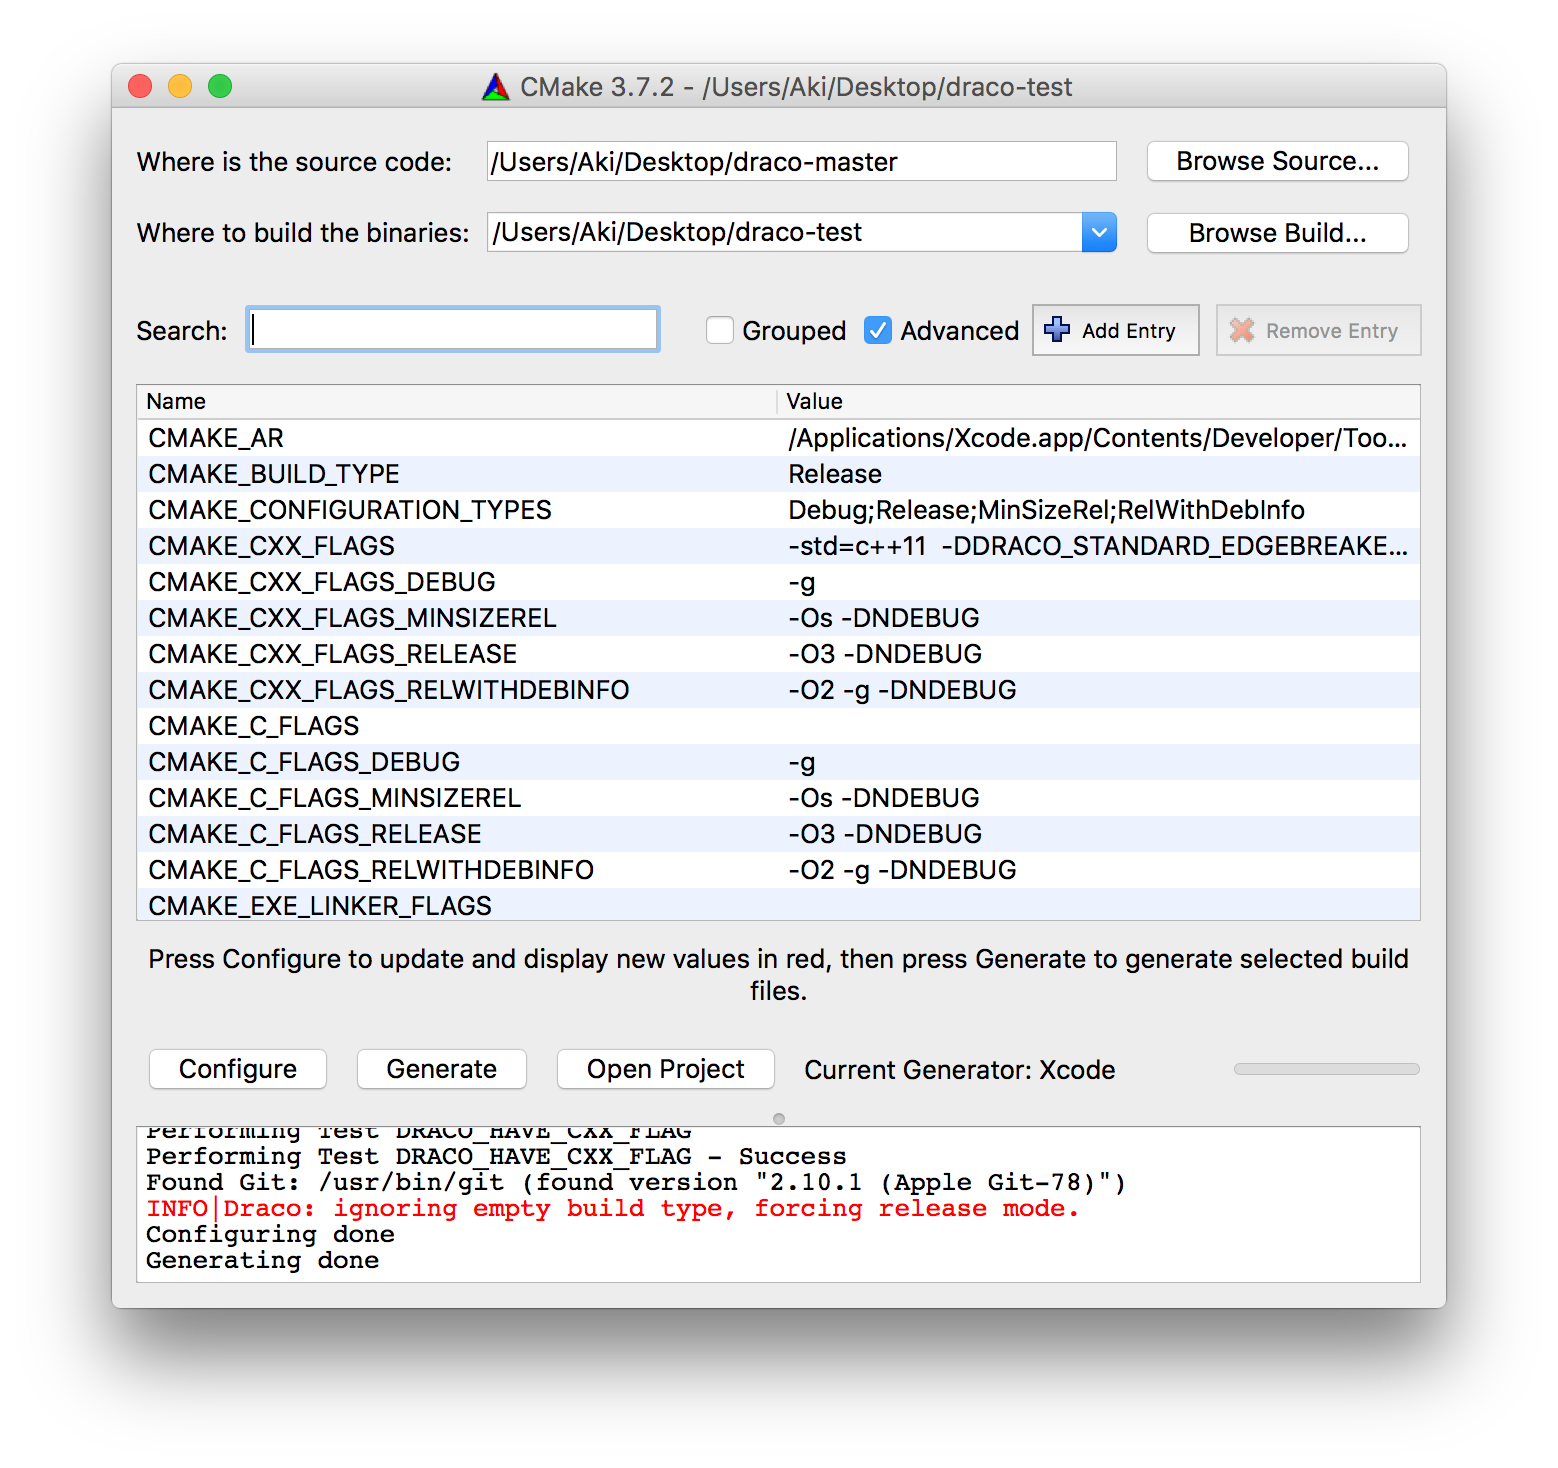 CMake 3.7.2 - /Users/Aki/Desktop/draco-test
Where is the source code: /Users/Aki/Desktop/draco-master Browse Source...
Where to build the binaries: /Users/Aki/Desktop/draco-test Browse Build...
Search: Grouped Advanced Add Entry Remove Entry
Name Value
CMAKE_AR /Applications/Xcode.app/Contents/Developer/Too...
CMAKE_BUILD_TYPE Release
CMAKE_CONFIGURATION_TYPES Debug;Release;MinSizeRel;RelWithDebInfo
CMAKE_CXX_FLAGS -std=c++11  -DDRACO_STANDARD_EDGEBREAKE...
CMAKE_CXX_FLAGS_DEBUG -g
CMAKE_CXX_FLAGS_MINSIZEREL -Os -DNDEBUG
CMAKE_CXX_FLAGS_RELEASE -O3 -DNDEBUG
CMAKE_CXX_FLAGS_RELWITHDEBINFO -O2 -g -DNDEBUG
CMAKE_C_FLAGS
CMAKE_C_FLAGS_DEBUG -g
CMAKE_C_FLAGS_MINSIZEREL -Os -DNDEBUG
CMAKE_C_FLAGS_RELEASE -O3 -DNDEBUG
CMAKE_C_FLAGS_RELWITHDEBINFO -O2 -g -DNDEBUG
CMAKE_EXE_LINKER_FLAGS
Press Configure to update and display new values in red, then press Generate to generate selected build
files.
Configure Generate Open Project Current Generator: Xcode
Performing Test DRACO_HAVE_CXX_FLAG
Performing Test DRACO_HAVE_CXX_FLAG - Success
Found Git: /usr/bin/git (found version "2.10.1 (Apple Git-78)")
INFO|Draco: ignoring empty build type, forcing release mode.
Configuring done
Generating done